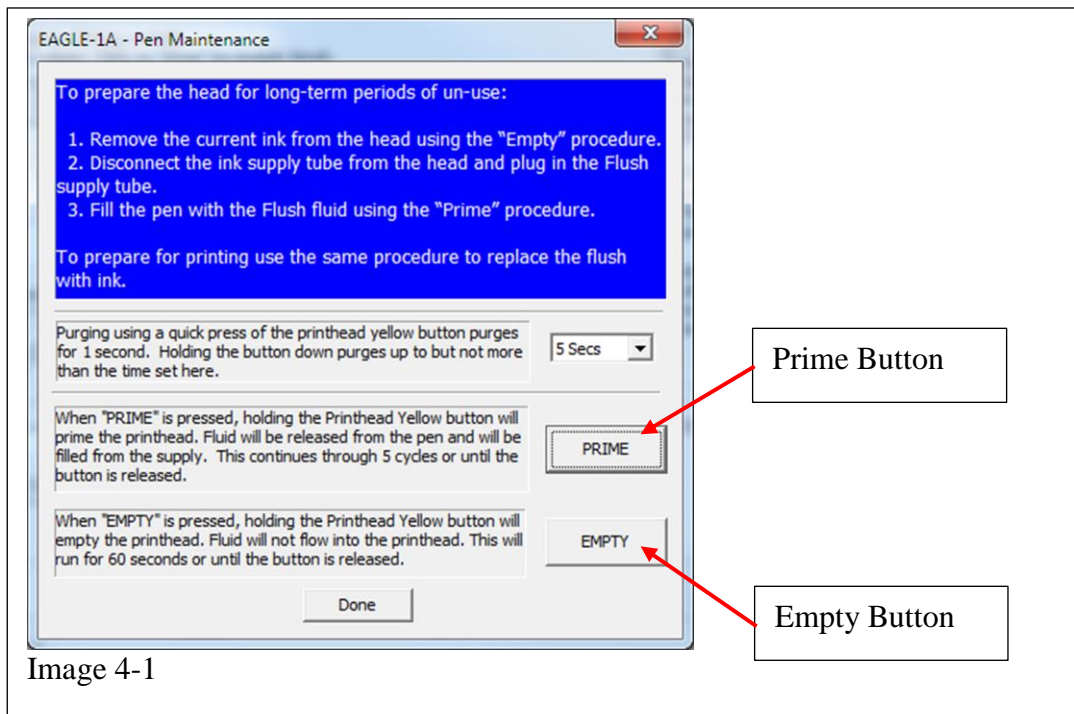 EAGLE-1A - Pen Maintenance
To prepare the head for long-term periods of un-use:
1. Remove the current ink from the head using the “Empty” procedure.
2. Disconnect the ink supply tube from the head and plug in the Flush
supply tube.
3. Fill the pen with the Flush fluid using the “Prime” procedure.
To prepare for printing use the same procedure to replace the flush
with ink.
Purging using a quick press of the printhead yellow button purges
for 1 second. Holding the button down purges up to but not more
than the time set here.
5 Secs
When "PRIME" is pressed, holding the Printhead Yellow button will
prime the printhead. Fluid will be released from the pen and will be
filled from the supply. This continues through 5 cycles or until the
button is released.
PRIME
When "EMPTY" is pressed, holding the Printhead Yellow button will
empty the printhead. Fluid will not flow into the printhead. This will
run for 60 seconds or until the button is released.
EMPTY
Done
Prime Button
Empty Button
Image 4-1